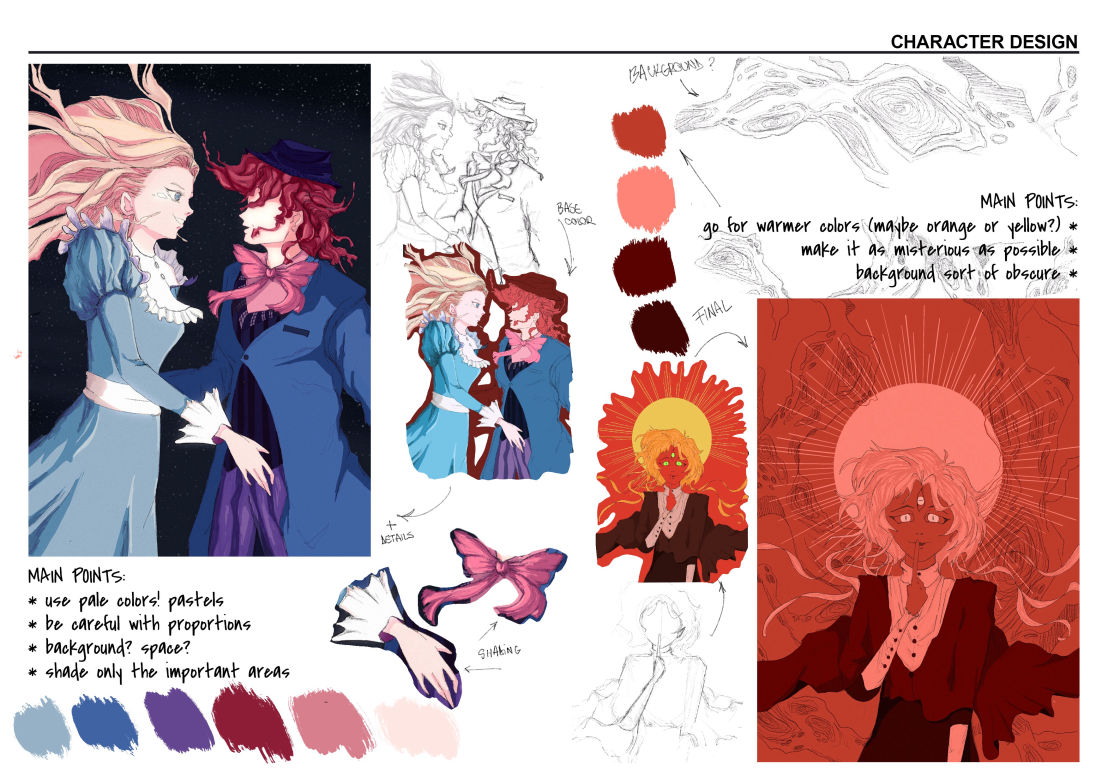 CHARACTER DESIGN
BACKGROUND?
BASE
COLOR
MAIN POINTS:
go for warmer colors (maybe orange or yellow?) *
make it as misterious as possible *
background sort of obscure *
FINAL
+
DETAILS
SHADING
MAIN POINTS:
* use pale colors! pastels
* be careful with proportions
* background? space?
* shade only the important areas